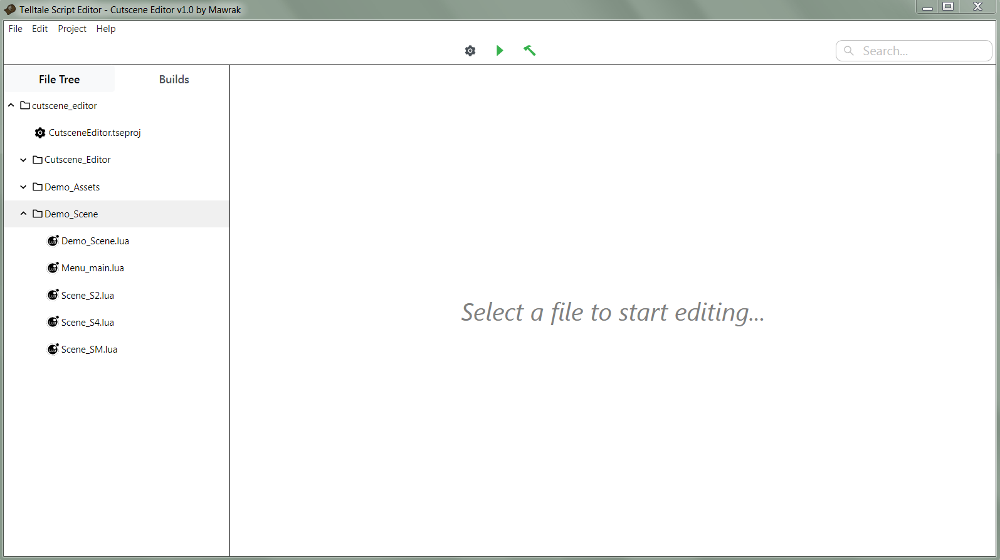 Telltale Script Editor - Cutscene Editor v1.0 by Mawrak
File Edit Project Help
Search...
File Tree Builds
cutscene_editor
CutsceneEditor.tseproj
Cutscene_Editor
Demo_Assets
Demo_Scene
Demo_Scene.lua
Menu_main.lua
Scene_S2.lua
Scene_S4.lua
Scene_SM.lua
Select a file to start editing...